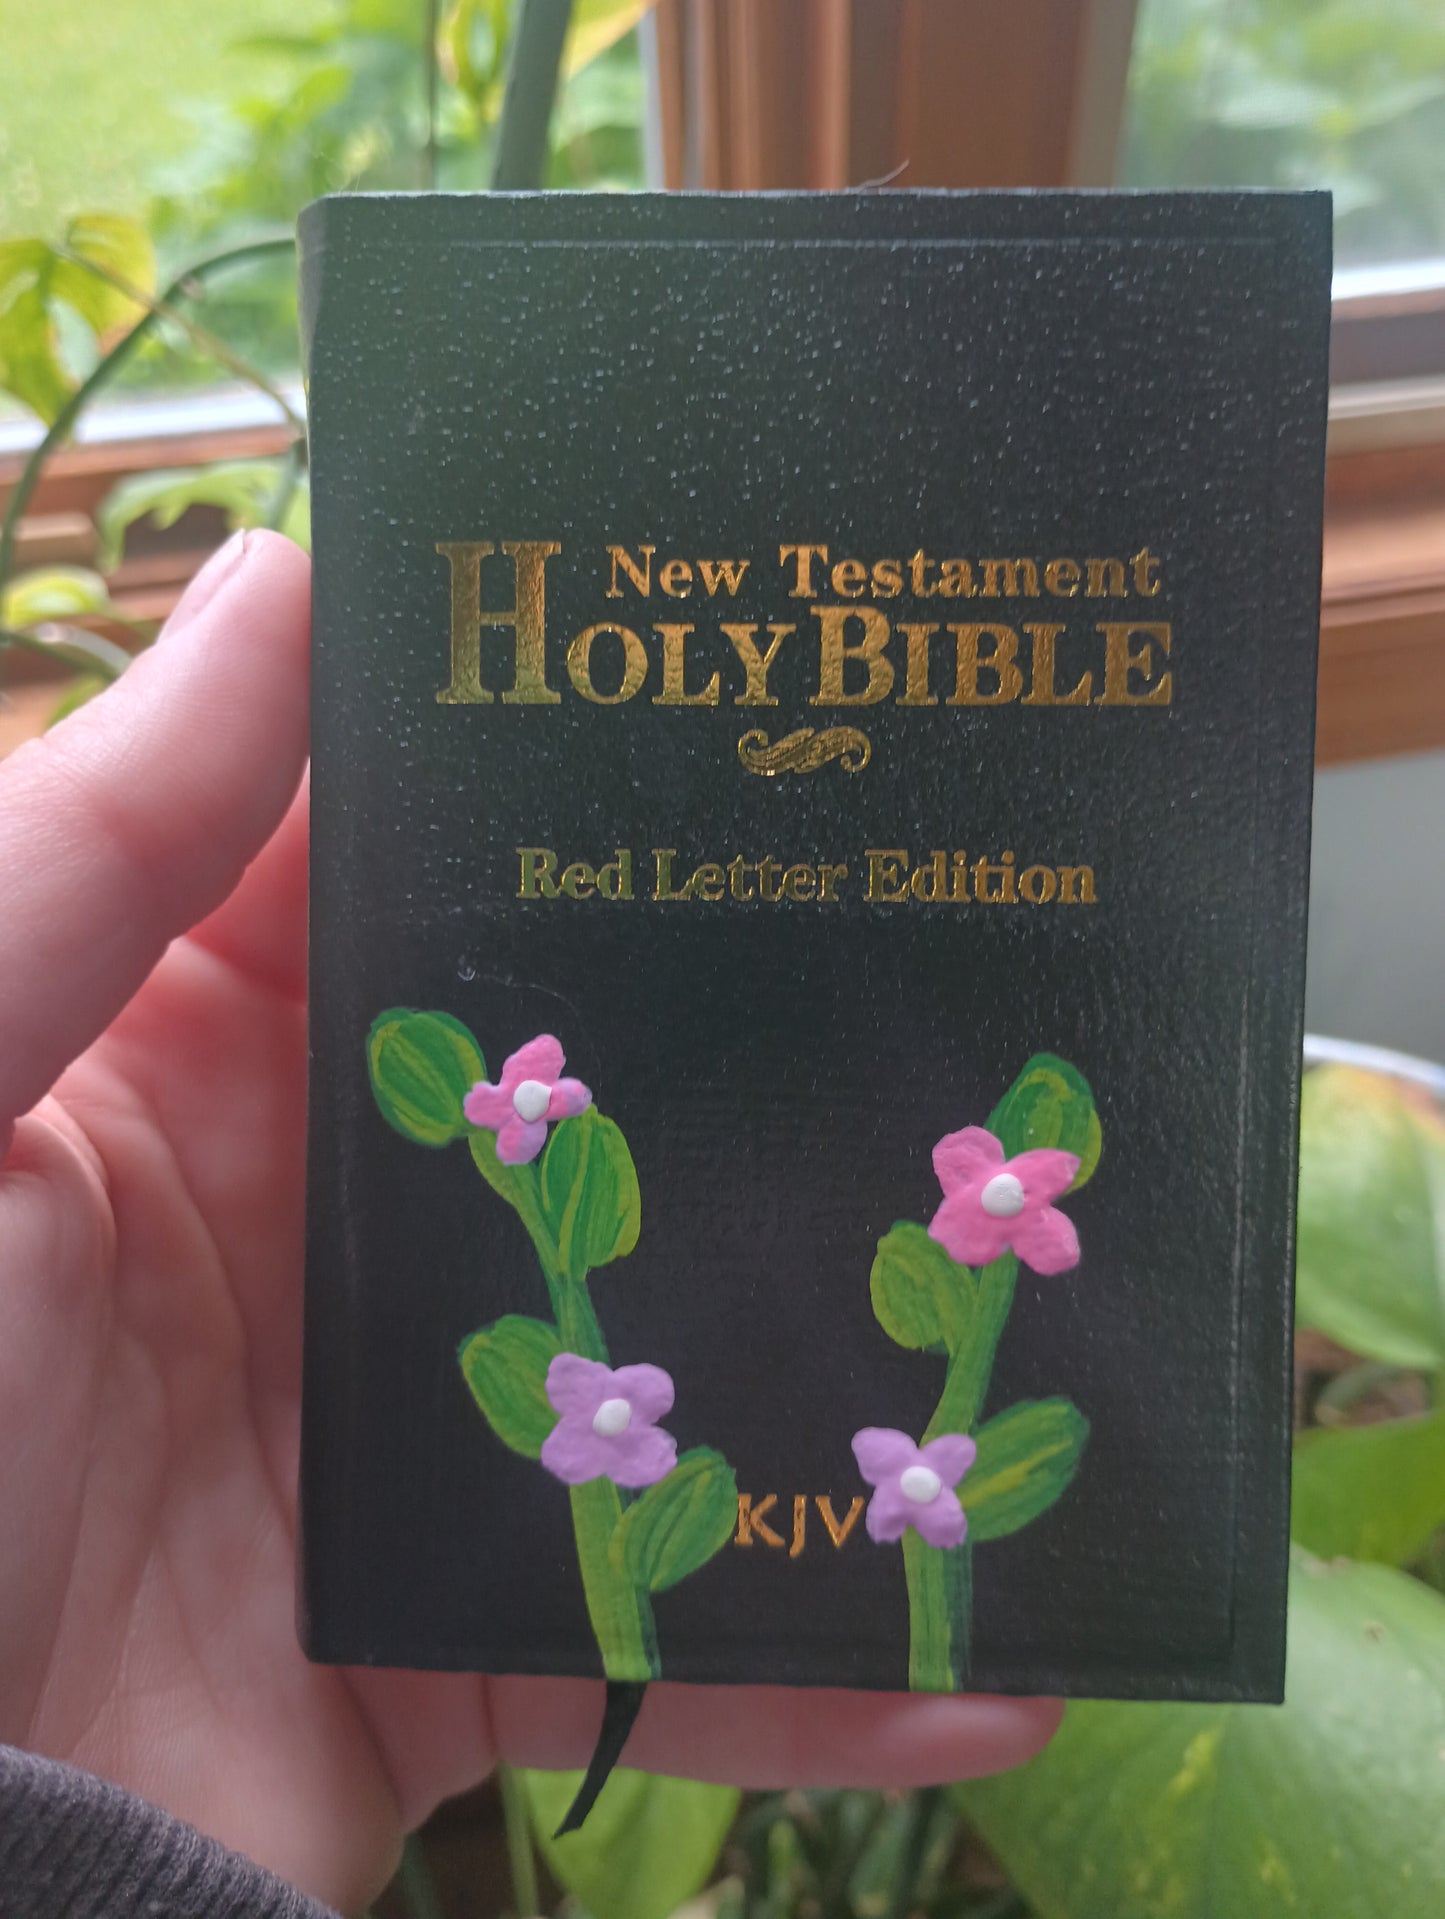 New Testament
HOLY BIBLE
Red Letter Edition
KJV